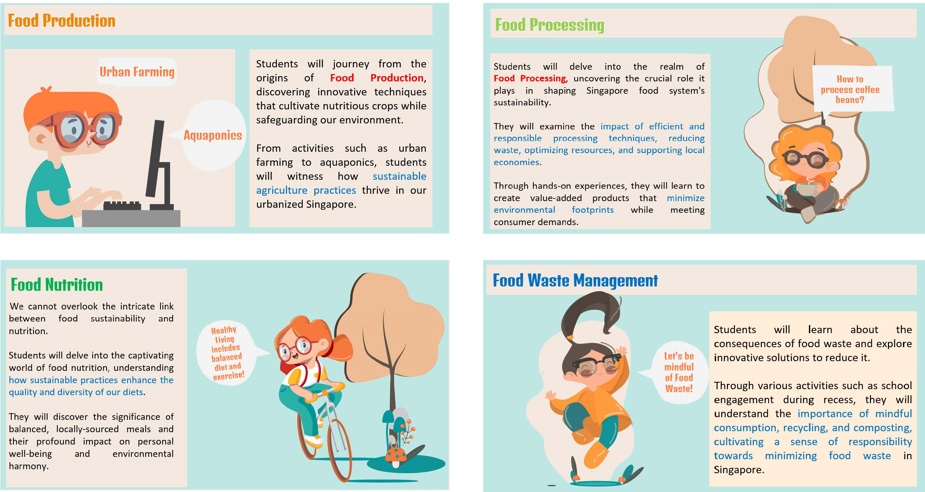 Food Production
Urban Farming
Aquaponics
Students will journey from the
origins of Food Production,
discovering innovative techniques
that cultivate nutritious crops while
safeguarding our environment.
From activities such as urban
farming to aquaponics, students
will witness how sustainable
agriculture practices thrive in our
urbanized Singapore.
Food Processing
Students will delve into the realm of
Food Processing, uncovering the crucial role it
plays in shaping Singapore food system's
sustainability.
They will examine the impact of efficient and
responsible processing techniques, reducing
waste, optimizing resources, and supporting local
economies.
Through hands-on experiences, they will learn to
create value-added products that minimize
environmental footprints while meeting
consumer demands.
How to
process coffee
beans?
Food Nutrition
We cannot overlook the intricate link
between food sustainability and
nutrition.
Students will delve into the captivating
world of food nutrition, understanding
how sustainable practices enhance the
quality and diversity of our diets.
They will discover the significance of
balanced, locally-sourced meals and
their profound impact on personal
well-being and environmental
harmony.
Healthy
living
includes
balanced
diet and
exercise!
Food Waste Management
Let's be
mindful
of Food
Waste!
Students will learn about the
consequences of food waste and explore
innovative solutions to reduce it.
Through various activities such as school
engagement during recess, they will
understand the importance of mindful
consumption, recycling, and composting,
cultivating a sense of responsibility
towards minimizing food waste in
Singapore.